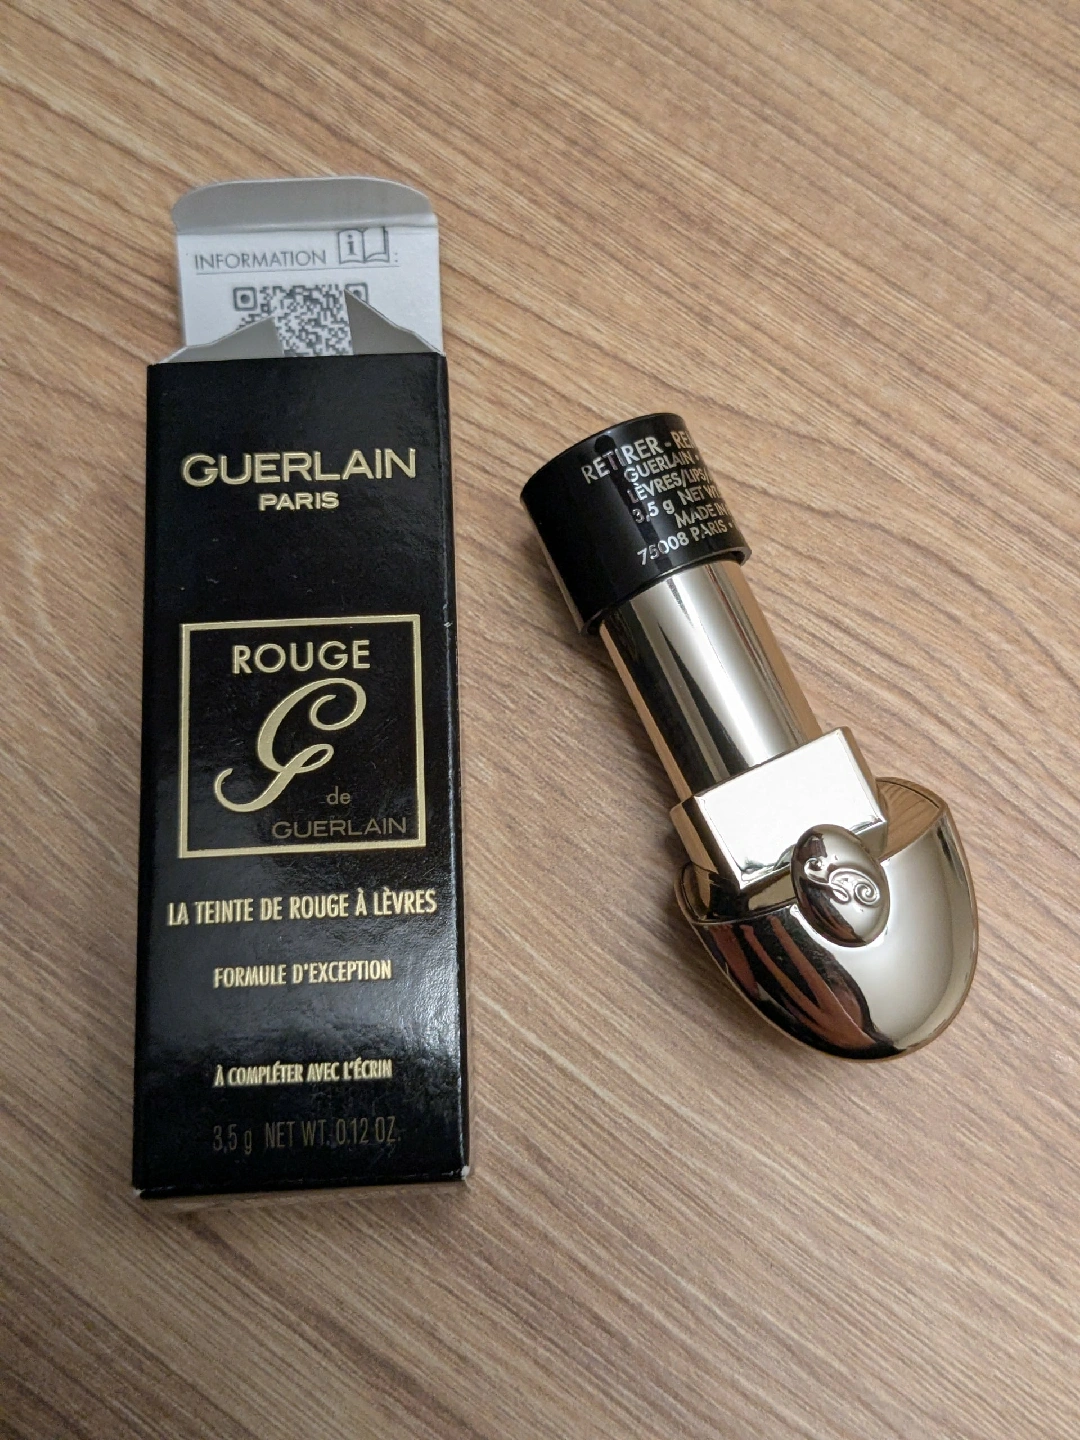 INFORMATION :
GUERLAIN
PARIS
ROUGE
G
de
GUERLAIN
LA TEINTE DE ROUGE À LÈVRES
FORMULE D'EXCEPTION
À COMPLÉTER AVEC L'ÉCRIN
3,5 g NET WT. 0.12 OZ.
RETIRER -
GUERLAIN
LÈVRES/LIPS/
3,5 g NET
MADE IN
75008 PARIS